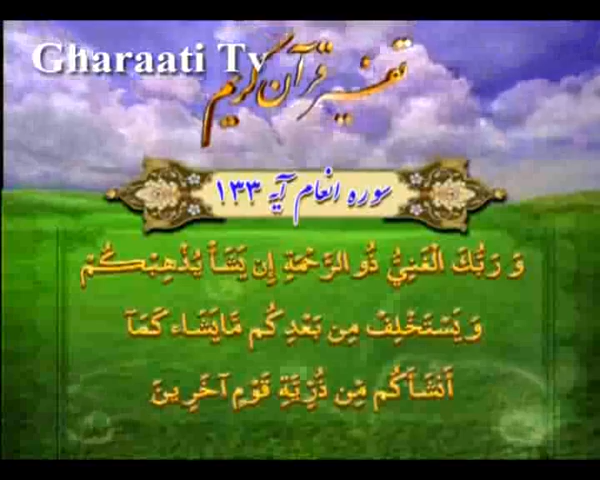 Gharaati Tv
تفسیر قرآن کریم
سوره انعام آیه ۱۳۳
وَ رَبُّكَ الْغَنِيُّ ذُو الرَّحْمَةِ إِن يَشَأْ يُذْهِبْكُمْ
وَ يَسْتَخْلِفْ مِن بَعْدِكُم مَّا يَشَاء كَمَآ
أَنشَأَكُم مِّن ذُرِّيَّةِ قَوْمٍ آخَرِينَ